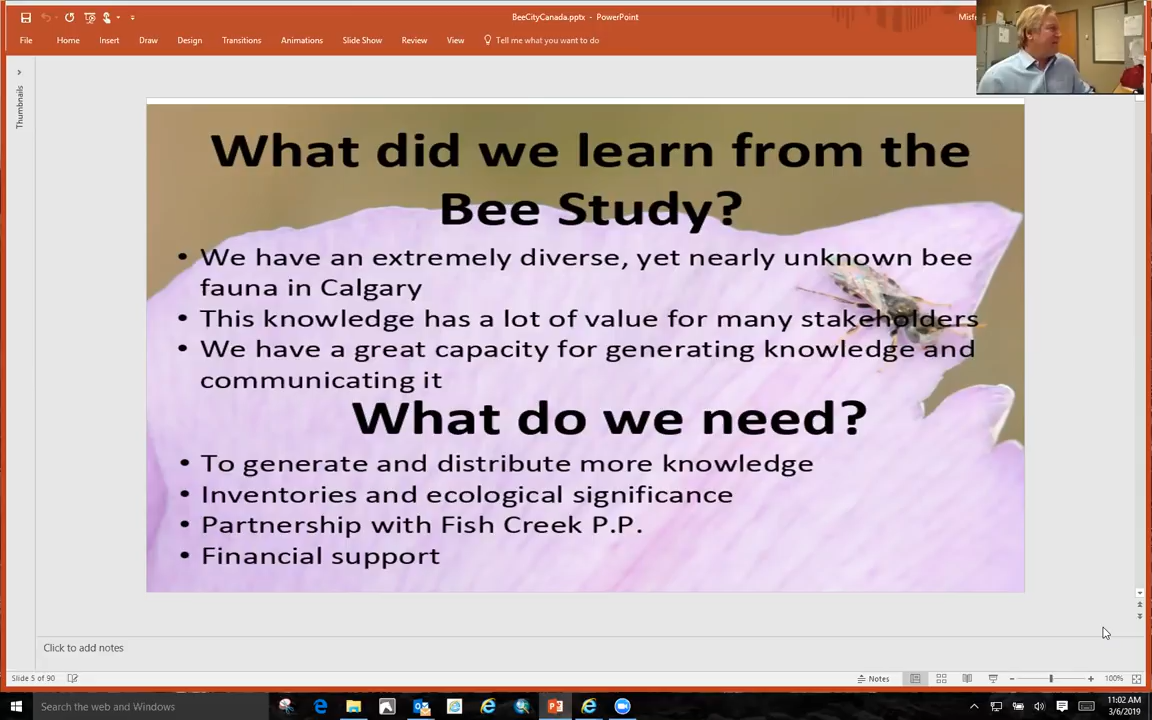 BeeCityCanada.pptx - PowerPoint
Misfe
File Home Insert Draw Design Transitions Animations Slide Show Review View Tell me what you want to do
Thumbnails
What did we learn from the
Bee Study?
• We have an extremely diverse, yet nearly unknown bee
fauna in Calgary
• This knowledge has a lot of value for many stakeholders
• We have a great capacity for generating knowledge and
communicating it
What do we need?
• To generate and distribute more knowledge
• Inventories and ecological significance
• Partnership with Fish Creek P.P.
• Financial support
Click to add notes
Slide 5 of 90
Notes
100%
Search the web and Windows
11:02 AM
3/6/2019